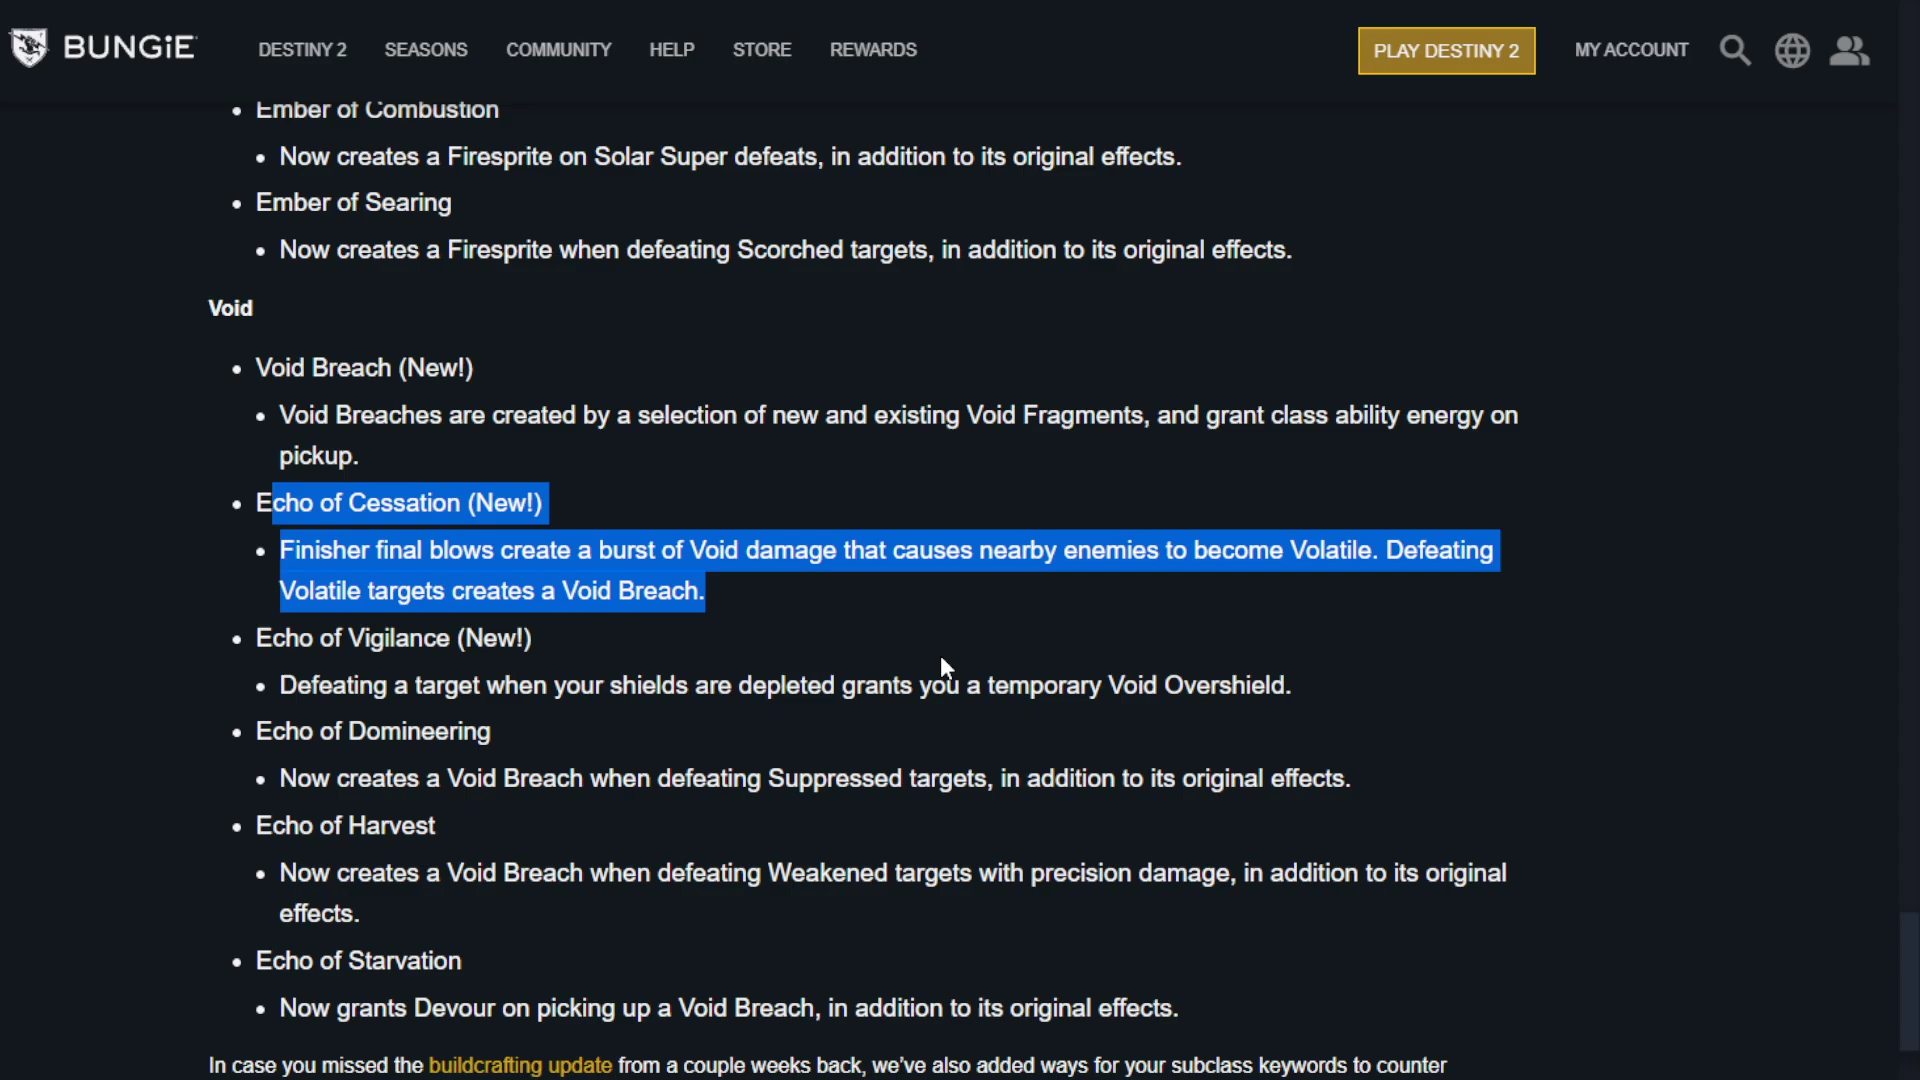 BUNGiE
DESTINY 2 SEASONS COMMUNITY HELP STORE REWARDS PLAY DESTINY 2 MY ACCOUNT
• Ember of Combustion
• Now creates a Firesprite on Solar Super defeats, in addition to its original effects.
• Ember of Searing
• Now creates a Firesprite when defeating Scorched targets, in addition to its original effects.
Void
• Void Breach (New!)
• Void Breaches are created by a selection of new and existing Void Fragments, and grant class ability energy on
pickup.
• Echo of Cessation (New!)
• Finisher final blows create a burst of Void damage that causes nearby enemies to become Volatile. Defeating
Volatile targets creates a Void Breach.
• Echo of Vigilance (New!)
• Defeating a target when your shields are depleted grants you a temporary Void Overshield.
• Echo of Domineering
• Now creates a Void Breach when defeating Suppressed targets, in addition to its original effects.
• Echo of Harvest
• Now creates a Void Breach when defeating Weakened targets with precision damage, in addition to its original
effects.
• Echo of Starvation
• Now grants Devour on picking up a Void Breach, in addition to its original effects.
In case you missed the buildcrafting update from a couple weeks back, we've also added ways for your subclass keywords to counter